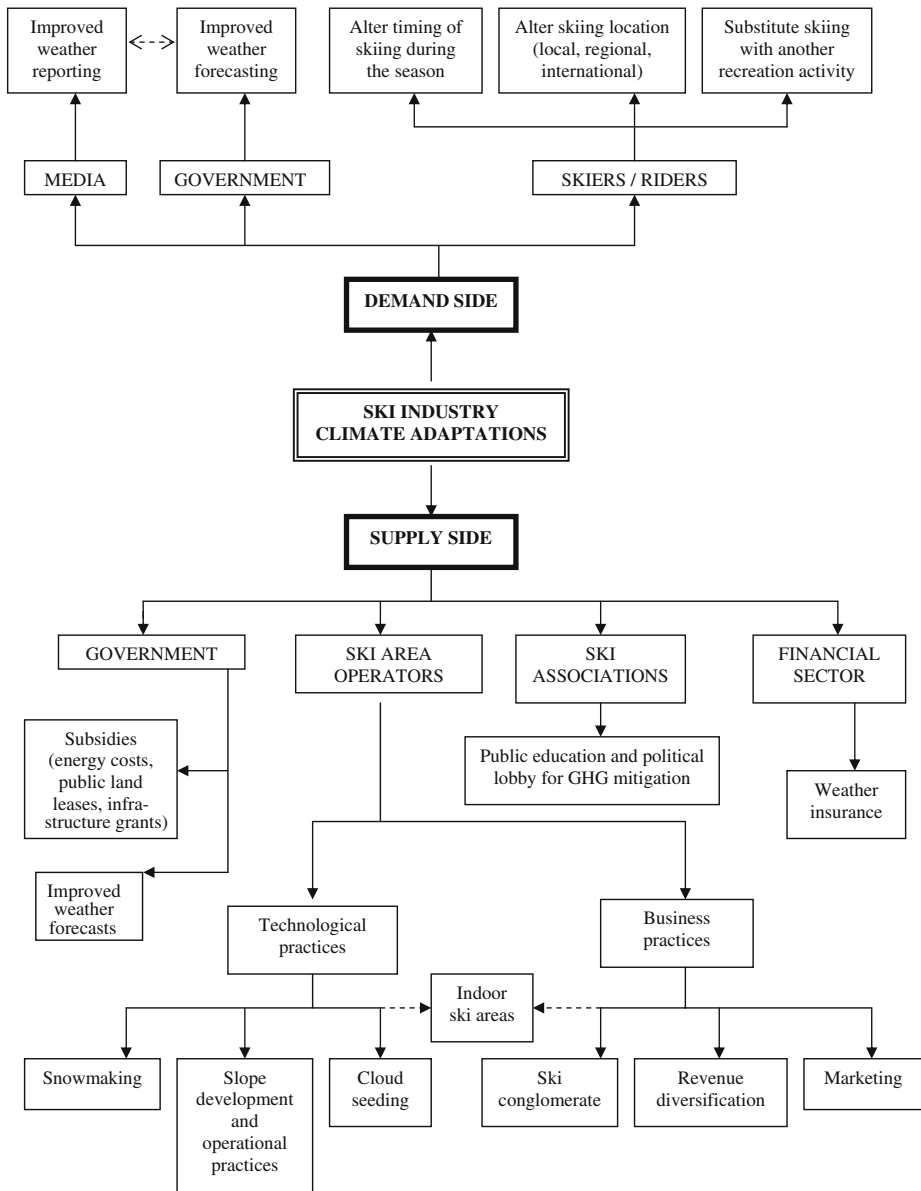 Improved
weather
reporting
Improved
weather
forecasting
Alter timing of
skiing during
the season
Alter skiing location
(local, regional,
international)
Substitute skiing
with another
recreation activity
MEDIA
GOVERNMENT
SKIERS / RIDERS
DEMAND SIDE
SKI INDUSTRY
CLIMATE ADAPTATIONS
SUPPLY SIDE
GOVERNMENT
SKI AREA
OPERATORS
SKI
ASSOCIATIONS
FINANCIAL
SECTOR
Subsidies
(energy costs,
public land
leases, infra-
structure grants)
Public education and political
lobby for GHG mitigation
Weather
insurance
Improved
weather
forecasts
Technological
practices
Business
practices
Indoor
ski areas
Snowmaking
Slope
development
and
operational
practices
Cloud
seeding
Ski
conglomerate
Revenue
diversification
Marketing